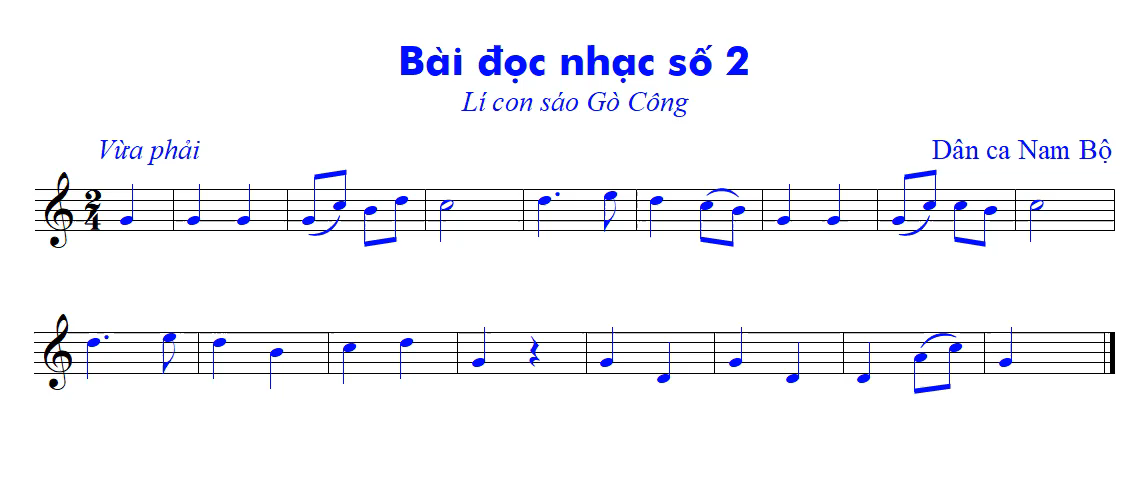 Bài đọc nhạc số 2
Lí con sáo Gò Công
Vừa phải
Dân ca Nam Bộ
2
4